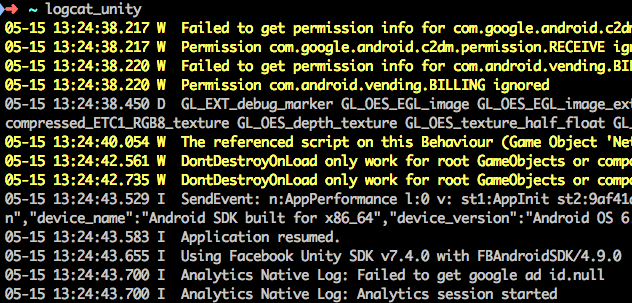 → ~ logcat_unity
05-15 13:24:38.217 W Failed to get permission info for com.google.android.c2dm
05-15 13:24:38.217 W Permission com.google.android.c2dm.permission.RECEIVE ign
05-15 13:24:38.220 W Failed to get permission info for com.android.vending.BIL
05-15 13:24:38.220 W Permission com.android.vending.BILLING ignored
05-15 13:24:38.450 D GL_EXT_debug_marker GL_OES_EGL_image GL_OES_EGL_image_ext
compressed_ETC1_RGB8_texture GL_OES_depth_texture GL_OES_texture_half_float GL
05-15 13:24:40.054 W The referenced script on this Behaviour (Game Object 'Net
05-15 13:24:42.561 W DontDestroyOnLoad only work for root GameObjects or compo
05-15 13:24:42.735 W DontDestroyOnLoad only work for root GameObjects or compo
05-15 13:24:43.529 I SendEvent: n:AppPerformance l:0 v: st1:AppInit st2:9af41d
n","device_name":"Android SDK built for x86_64","device_version":"Android OS 6
05-15 13:24:43.583 I Application resumed.
05-15 13:24:43.655 I Using Facebook Unity SDK v7.4.0 with FBAndroidSDK/4.9.0
05-15 13:24:43.700 I Analytics Native Log: Failed to get google ad id.null
05-15 13:24:43.700 I Analytics Native Log: Analytics session started